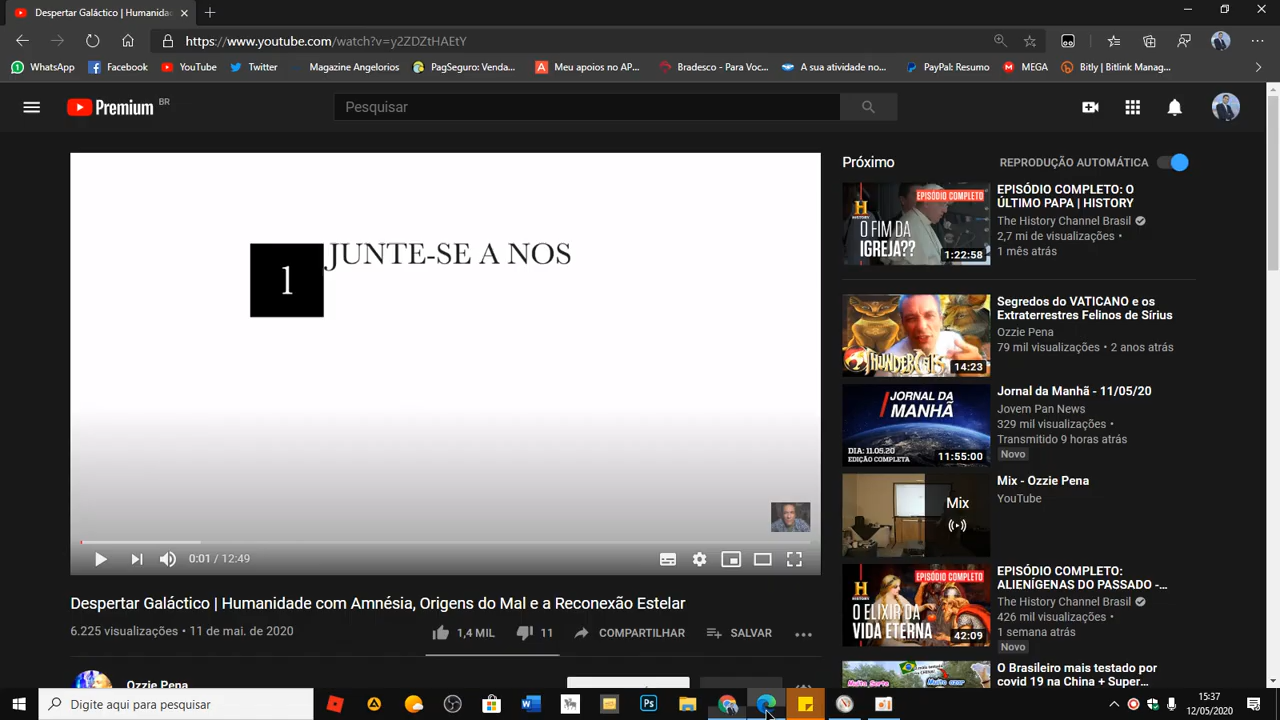 Despertar Galáctico | Humanidad
https://www.youtube.com/watch?v=y2ZDZtHAEtY
WhatsApp
Facebook
YouTube
Twitter
Magazine Angelorios
PagSeguro: Venda...
Meu apoios no AP...
Bradesco - Para Voc...
A sua atividade no...
PayPal: Resumo
MEGA
Bitly | Bitlink Manag...
Premium BR
Pesquisar
1 JUNTE-SE A NOS
0:01 / 12:49
Despertar Galáctico | Humanidade com Amnésia, Origens do Mal e a Reconexão Estelar
6.225 visualizações • 11 de mai. de 2020
1,4 MIL
11
COMPARTILHAR
SALVAR
Ozzie Pena
Próximo
REPRODUÇÃO AUTOMÁTICA
EPISÓDIO COMPLETO
O FIM DA
IGREJA??
1:22:58
EPISÓDIO COMPLETO: O
ÚLTIMO PAPA | HISTORY
The History Channel Brasil
2,7 mi de visualizações •
1 mês atrás
THUNDERCATS
14:23
Segredos do VATICANO e os
Extraterrestres Felinos de Sírius
Ozzie Pena
79 mil visualizações • 2 anos atrás
JORNAL DA
MANHÃ
DIA: 11.05.20
EDIÇÃO COMPLETA
11:55:00
Jornal da Manhã - 11/05/20
Jovem Pan News
329 mil visualizações •
Transmitido 9 horas atrás
Novo
Mix
Mix - Ozzie Pena
YouTube
EPISÓDIO COMPLETO
O ELIXIR DA
VIDA ETERNA
42:09
EPISÓDIO COMPLETO:
ALIENÍGENAS DO PASSADO -...
The History Channel Brasil
426 mil visualizações •
1 semana atrás
Novo
O Brasileiro mais testado por
covid 19 na China + Super...
Digite aqui para pesquisar
15:37
12/05/2020